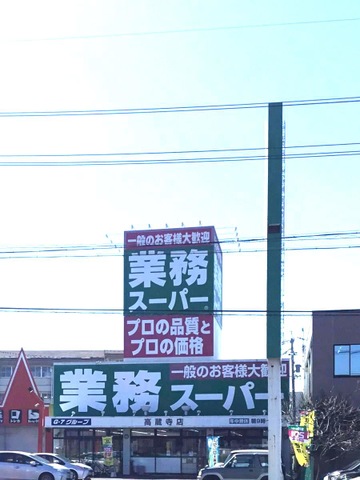 一般のお客様大歓迎
業務
スーパー
プロの品質と
プロの価格
業務スーパー
一般のお客様大歓迎
G-7 グループ
高蔵寺店